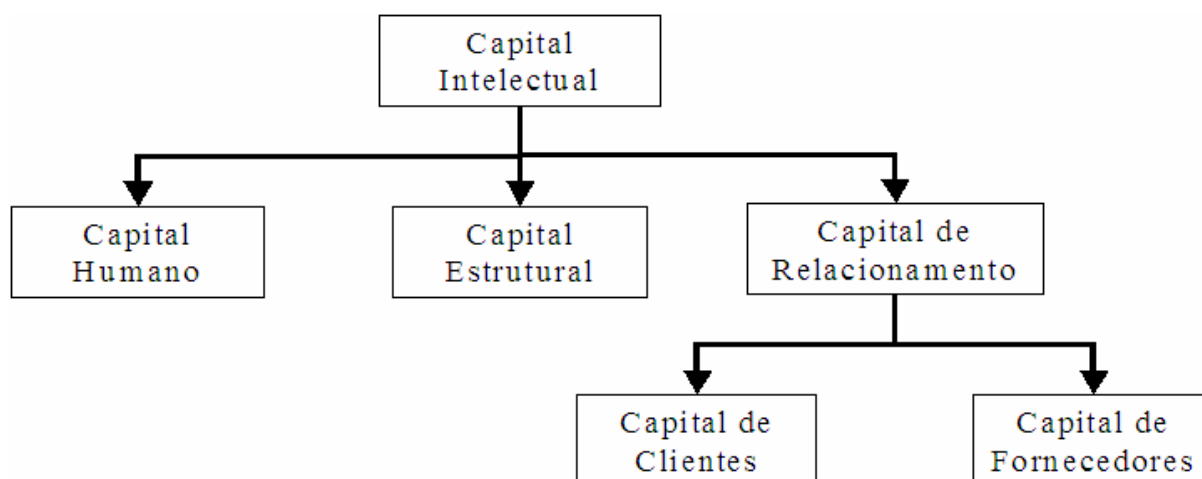 Capital
Intelectual
Capital
Humano
Capital
Estrutural
Capital de
Relacionamento
Capital de
Clientes
Capital de
Fornecedores